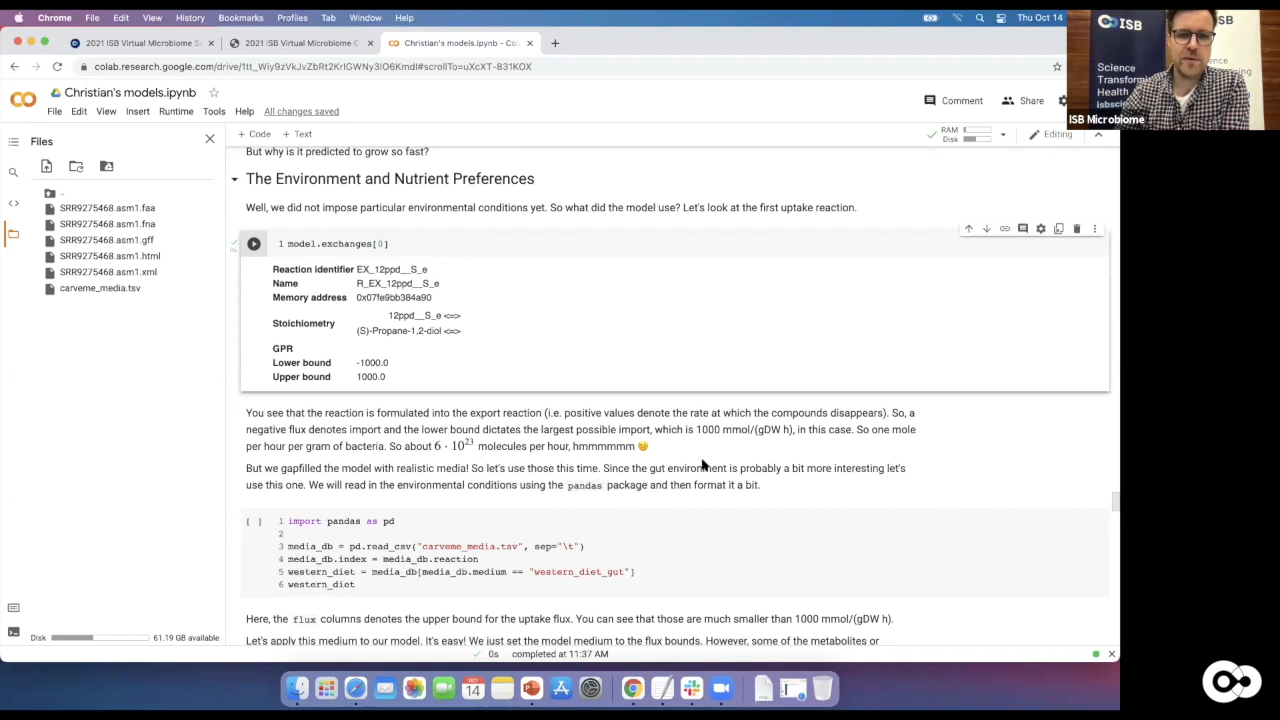 Chrome File Edit View History Bookmarks Profiles Tab Window Help Thu Oct 14
2021 ISB Virtual Microbiome S 2021 ISB Virtual Microbiome C Christian's models.ipynb - Co
colab.research.google.com/drive/1tt_Wiy9zVkJvZbRt2KrIGWNy3IO6KmdI#scrollTo=uXcXT-831KOX
Christian's models.ipynb
File Edit View Insert Runtime Tools Help All changes saved
Comment Share
Files
+ Code + Text
RAM
Disk
Editing
..
SRR9275468.asm1.faa
SRR9275468.asm1.fna
SRR9275468.asm1.gff
SRR9275468.asm1.html
SRR9275468.asm1.xml
carveme_media.tsv
Disk 61.19 GB available
But why is it predicted to grow so fast?
The Environment and Nutrient Preferences
Well, we did not impose particular environmental conditions yet. So what did the model use? Let's look at the first uptake reaction.
1 model.exchanges[0]
Reaction identifier EX_12ppd__S_e
Name R_EX_12ppd__S_e
Memory address 0x07fe9bb384a90
Stoichiometry
12ppd__S_e <=>
(S)-Propane-1,2-diol <=>
GPR
Lower bound -1000.0
Upper bound 1000.0
You see that the reaction is formulated into the export reaction (i.e. positive values denote the rate at which the compounds disappears). So, a
negative flux denotes import and the lower bound dictates the largest possible import, which is 1000 mmol/(gDW h), in this case. So one mole
per hour per gram of bacteria. So about 6 · 10²³ molecules per hour, hmmmmmm
But we gapfilled the model with realistic media! So let's use those this time. Since the gut environment is probably a bit more interesting let's
use this one. We will read in the environmental conditions using the pandas package and then format it a bit.
[ ] 1 import pandas as pd
2
3 media_db = pd.read_csv("carveme_media.tsv", sep="\t")
4 media_db.index = media_db.reaction
5 western_diet = media_db[media_db.medium == "western_diet_gut"]
6 western_diet
Here, the flux columns denotes the upper bound for the uptake flux. You can see that those are much smaller than 1000 mmol/(gDW h).
Let's apply this medium to our model. It's easy! We just set the model medium to the flux bounds. However, some of the metabolites or
0s completed at 11:37 AM
OCT
14
ISB
ISB
Science
Transform
Health
ISB Microbiome